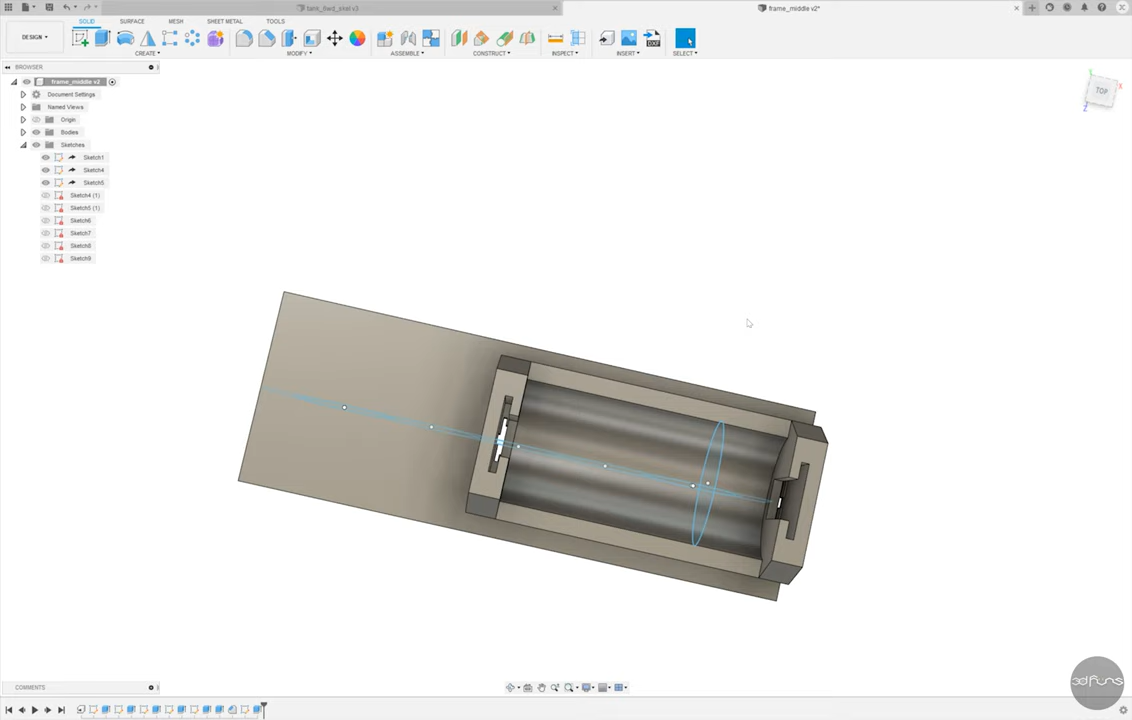 tank_fwd_skel v3
frame_middle v2*
SOLID SURFACE MESH SHEET METAL TOOLS
DESIGN
CREATE MODIFY ASSEMBLE CONSTRUCT INSPECT INSERT SELECT
DXF
BROWSER
frame_middle v2
Document Settings
Named Views
Origin
Bodies
Sketches
Sketch1
Sketch4
Sketch5
Sketch4 (1)
Sketch5 (1)
Sketch6
Sketch7
Sketch8
Sketch9
TOP
X
Z
COMMENTS
3dfuns